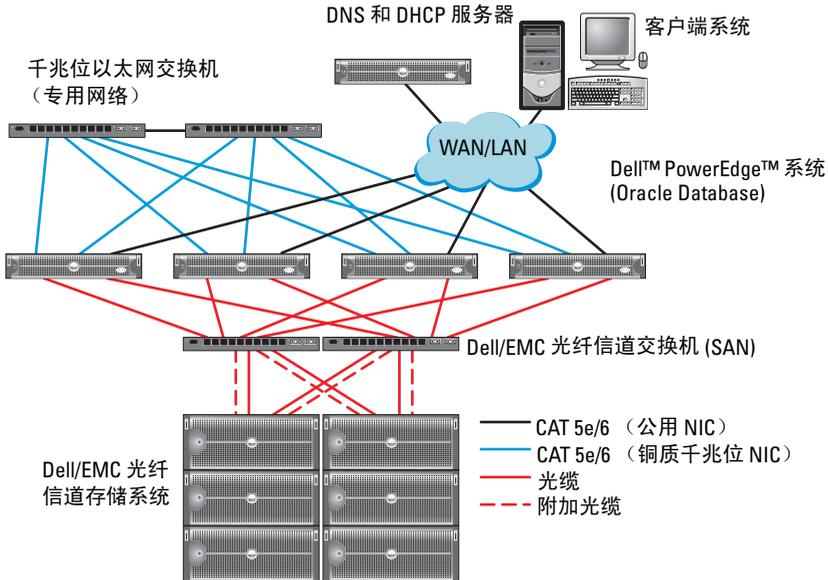 DNS 和 DHCP 服务器
客户端系统
千兆位以太网交换机
（专用网络）
WAN/LAN
Dell™ PowerEdge™ 系统
(Oracle Database)
Dell/EMC 光纤信道交换机 (SAN)
Dell/EMC 光纤
信道存储系统
CAT 5e/6 （公用 NIC）
CAT 5e/6 （铜质千兆位 NIC）
光缆
附加光缆